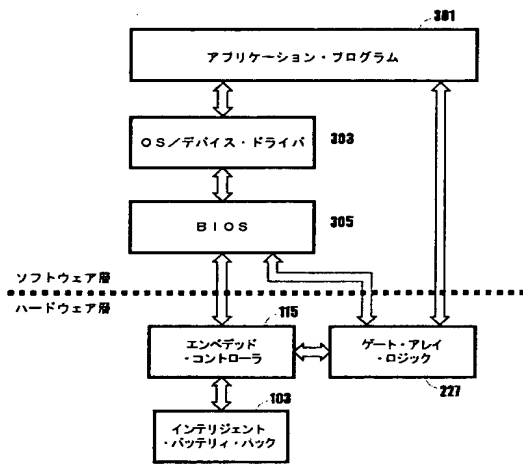 301
アプリケーション・プログラム
OS/デバイス・ドライバ
303
BIOS
305
ソフトウェア層
ハードウェア層
115
エンベデッド
・コントローラ
ゲート・アレイ
・ロジック
103
227
インテリジェント
・バッテリィ・パック